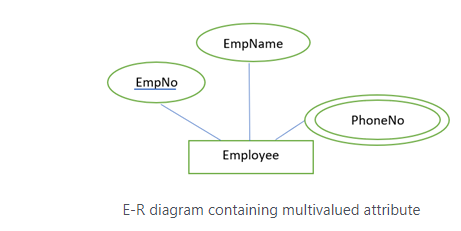 EmpName
EmpNo
PhoneNo
Employee
E-R diagram containing multivalued attribute